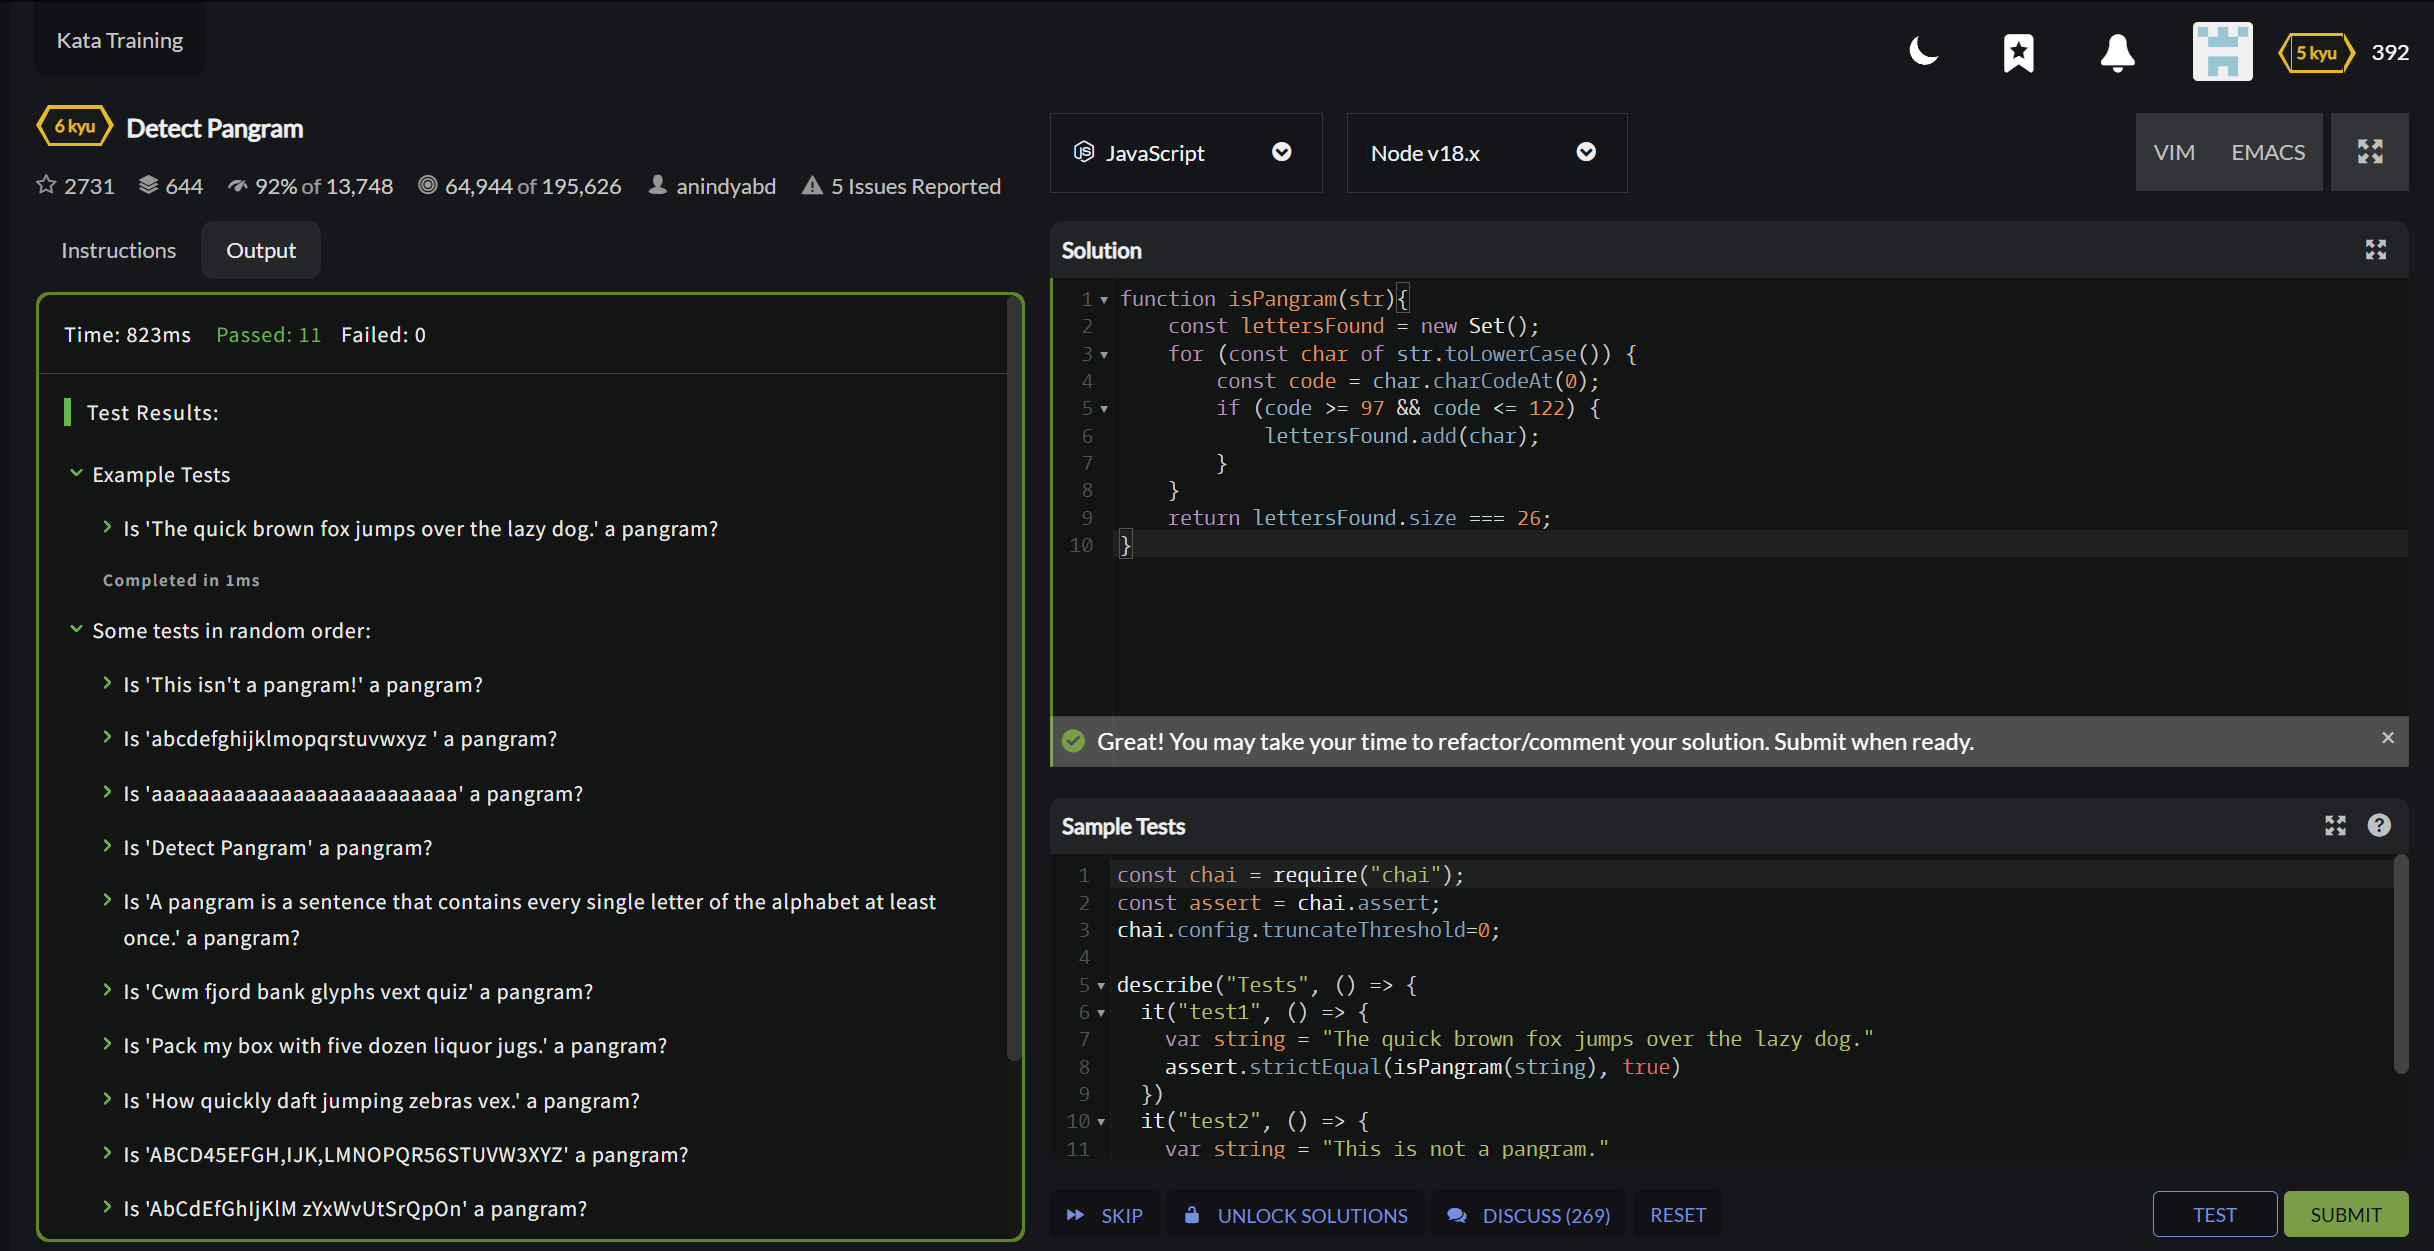 Kata Training
5 kyu 392
6 kyu Detect Pangram
2731 644 92% of 13,748 64,944 of 195,626 anindyabd 5 Issues Reported
Instructions Output
Time: 823ms Passed: 11 Failed: 0
Test Results:
Example Tests
Is 'The quick brown fox jumps over the lazy dog.' a pangram?
Completed in 1ms
Some tests in random order:
Is 'This isn't a pangram!' a pangram?
Is 'abcdefghijklmopqrstuvwxyz ' a pangram?
Is 'aaaaaaaaaaaaaaaaaaaaaaaaaa' a pangram?
Is 'Detect Pangram' a pangram?
Is 'A pangram is a sentence that contains every single letter of the alphabet at least
once.' a pangram?
Is 'Cwm fjord bank glyphs vext quiz' a pangram?
Is 'Pack my box with five dozen liquor jugs.' a pangram?
Is 'How quickly daft jumping zebras vex.' a pangram?
Is 'ABCD45EFGH,IJK,LMNOPQR56STUVW3XYZ' a pangram?
Is 'AbCdEfGhIjKlM zYxWvUtSrQpOn' a pangram?
JS JavaScript Node v18.x VIM EMACS
Solution
1 function isPangram(str){
2 const lettersFound = new Set();
3 for (const char of str.toLowerCase()) {
4 const code = char.charCodeAt(0);
5 if (code >= 97 && code <= 122) {
6 lettersFound.add(char);
7 }
8 }
9 return lettersFound.size === 26;
10 }
Great! You may take your time to refactor/comment your solution. Submit when ready.
Sample Tests
1 const chai = require("chai");
2 const assert = chai.assert;
3 chai.config.truncateThreshold=0;
4
5 describe("Tests", () => {
6 it("test1", () => {
7 var string = "The quick brown fox jumps over the lazy dog."
8 assert.strictEqual(isPangram(string), true)
9 })
10 it("test2", () => {
11 var string = "This is not a pangram."
SKIP UNLOCK SOLUTIONS DISCUSS (269) RESET TEST SUBMIT